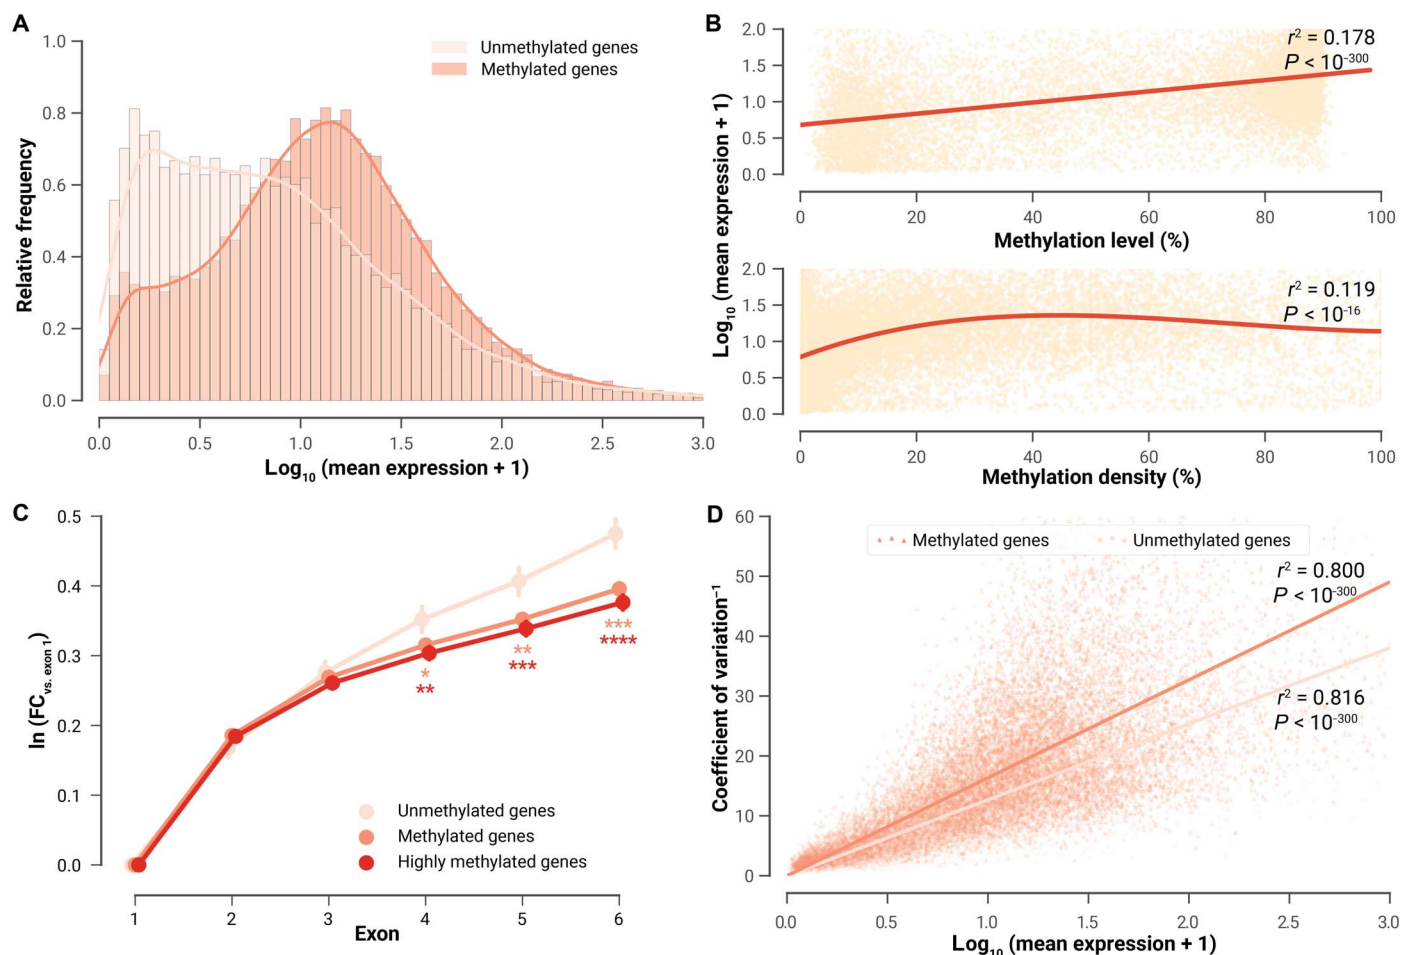 A
Unmethylated genes
Methylated genes
Relative frequency
1.0
0.8
0.6
0.4
0.2
0.0
0.0 0.5 1.0 1.5 2.0 2.5 3.0
Log₁₀ (mean expression + 1)
B
Log₁₀ (mean expression + 1)
2.0
1.5
1.0
0.5
0.0
r² = 0.178
P < 10⁻³⁰⁰
0 20 40 60 80 100
Methylation level (%)
2.0
1.5
1.0
0.5
0.0
r² = 0.119
P < 10⁻¹⁶
0 20 40 60 80 100
Methylation density (%)
C
ln (FC vs. exon 1)
0.5
0.4
0.3
0.2
0.1
0.0
*
**
**
***
***
****
Unmethylated genes
Methylated genes
Highly methylated genes
1 2 3 4 5 6
Exon
D
Coefficient of variation⁻¹
60
50
40
30
20
10
0
Methylated genes Unmethylated genes
r² = 0.800
P < 10⁻³⁰⁰
r² = 0.816
P < 10⁻³⁰⁰
0.0 0.5 1.0 1.5 2.0 2.5 3.0
Log₁₀ (mean expression + 1)